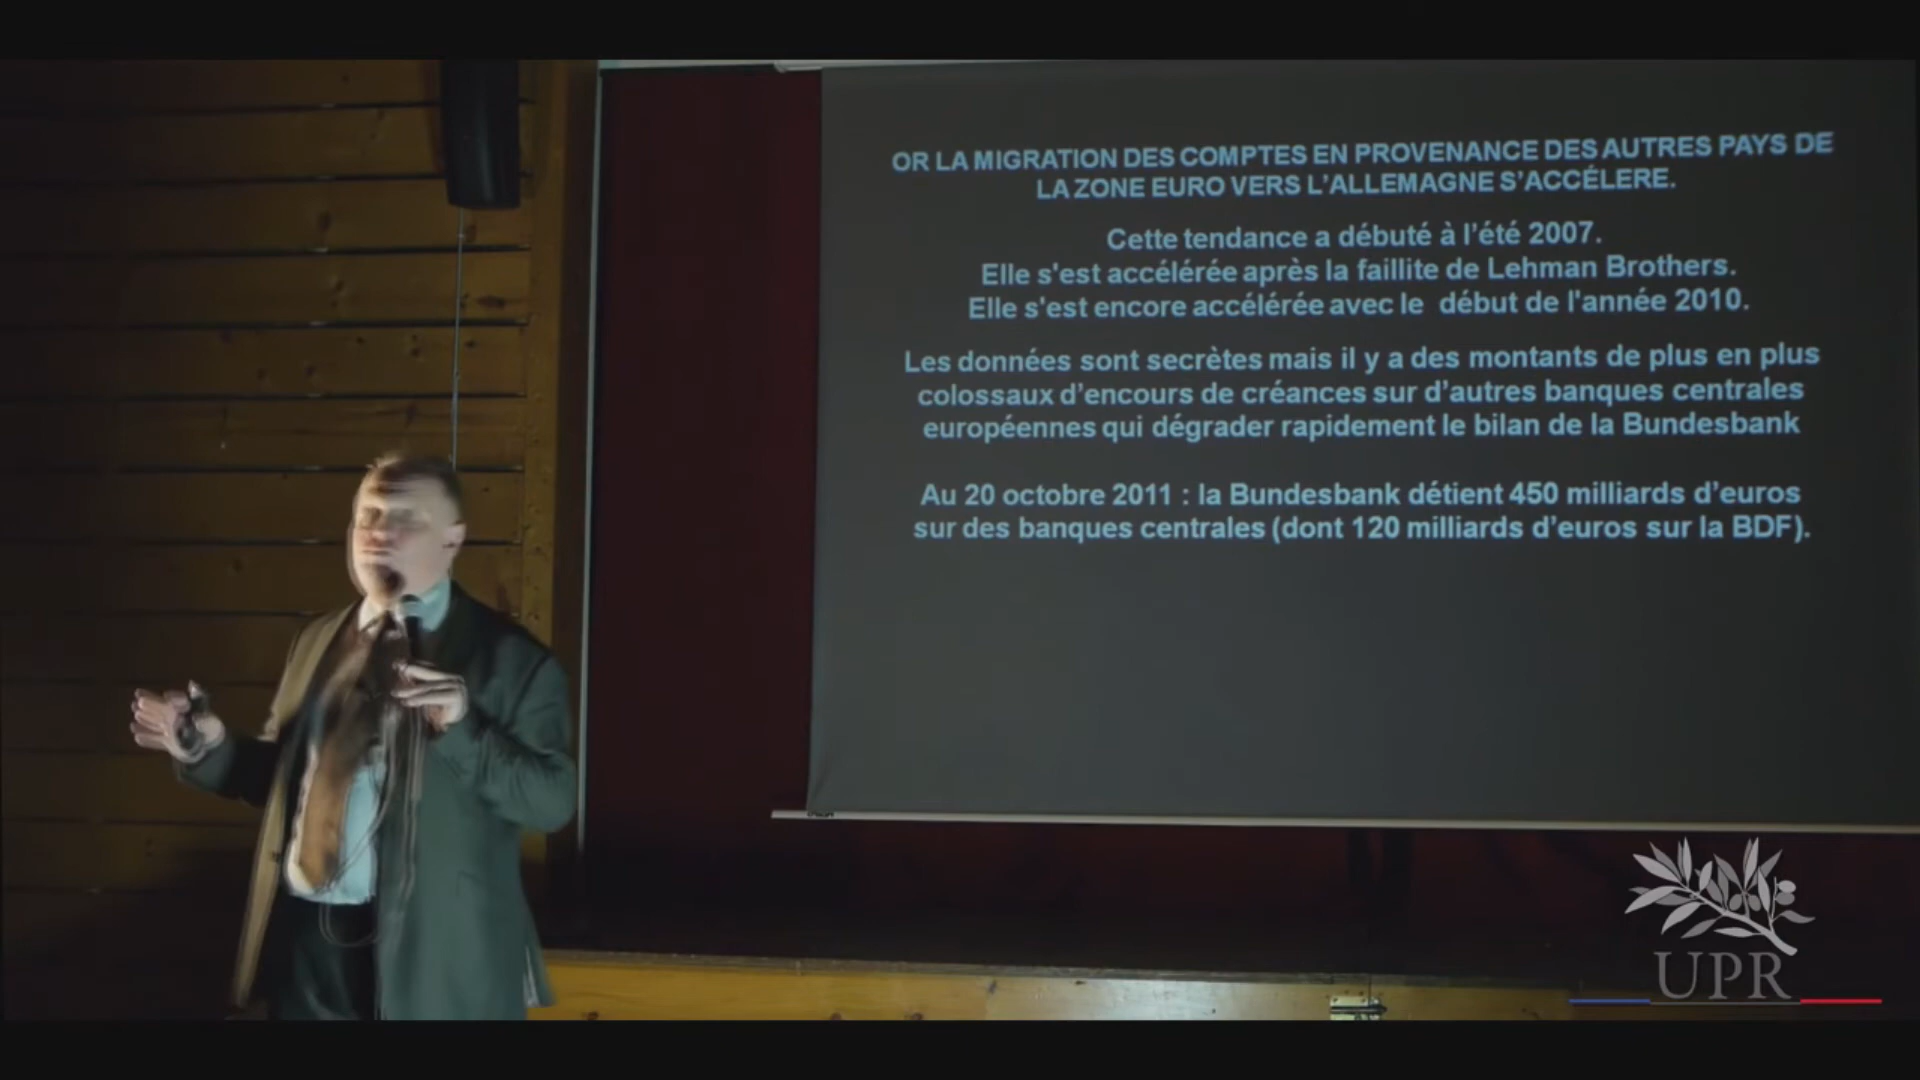 OR LA MIGRATION DES COMPTES EN PROVENANCE DES AUTRES PAYS DE
LA ZONE EURO VERS L'ALLEMAGNE S'ACCÉLERE.
Cette tendance a débuté à l'été 2007.
Elle s'est accélérée après la faillite de Lehman Brothers.
Elle s'est encore accélérée avec le début de l'année 2010.
Les données sont secrètes mais il y a des montants de plus en plus
colossaux d'encours de créances sur d'autres banques centrales
européennes qui dégrader rapidement le bilan de la Bundesbank
Au 20 octobre 2011 : la Bundesbank détient 450 milliards d'euros
sur des banques centrales (dont 120 milliards d'euros sur la BDF).
UPR